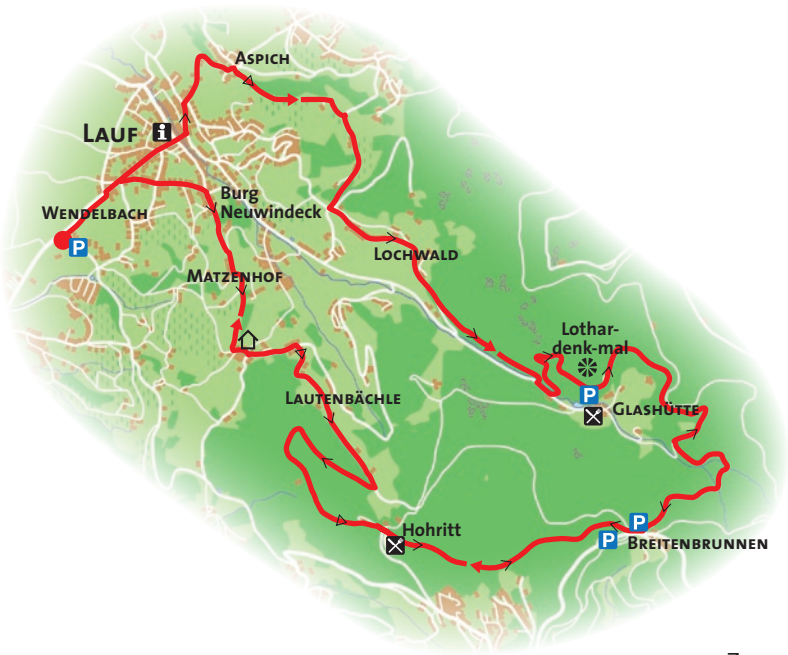 ASPICH
LAUF
i
Burg
Neuwindeck
WENDELBACH
P
LOCHWALD
MATZENHOF
Lothar-
denk-mal
P
LAUTENBÄCHLE
GLASHÜTTE
Hohritt
P
P
BREITENBRUNNEN